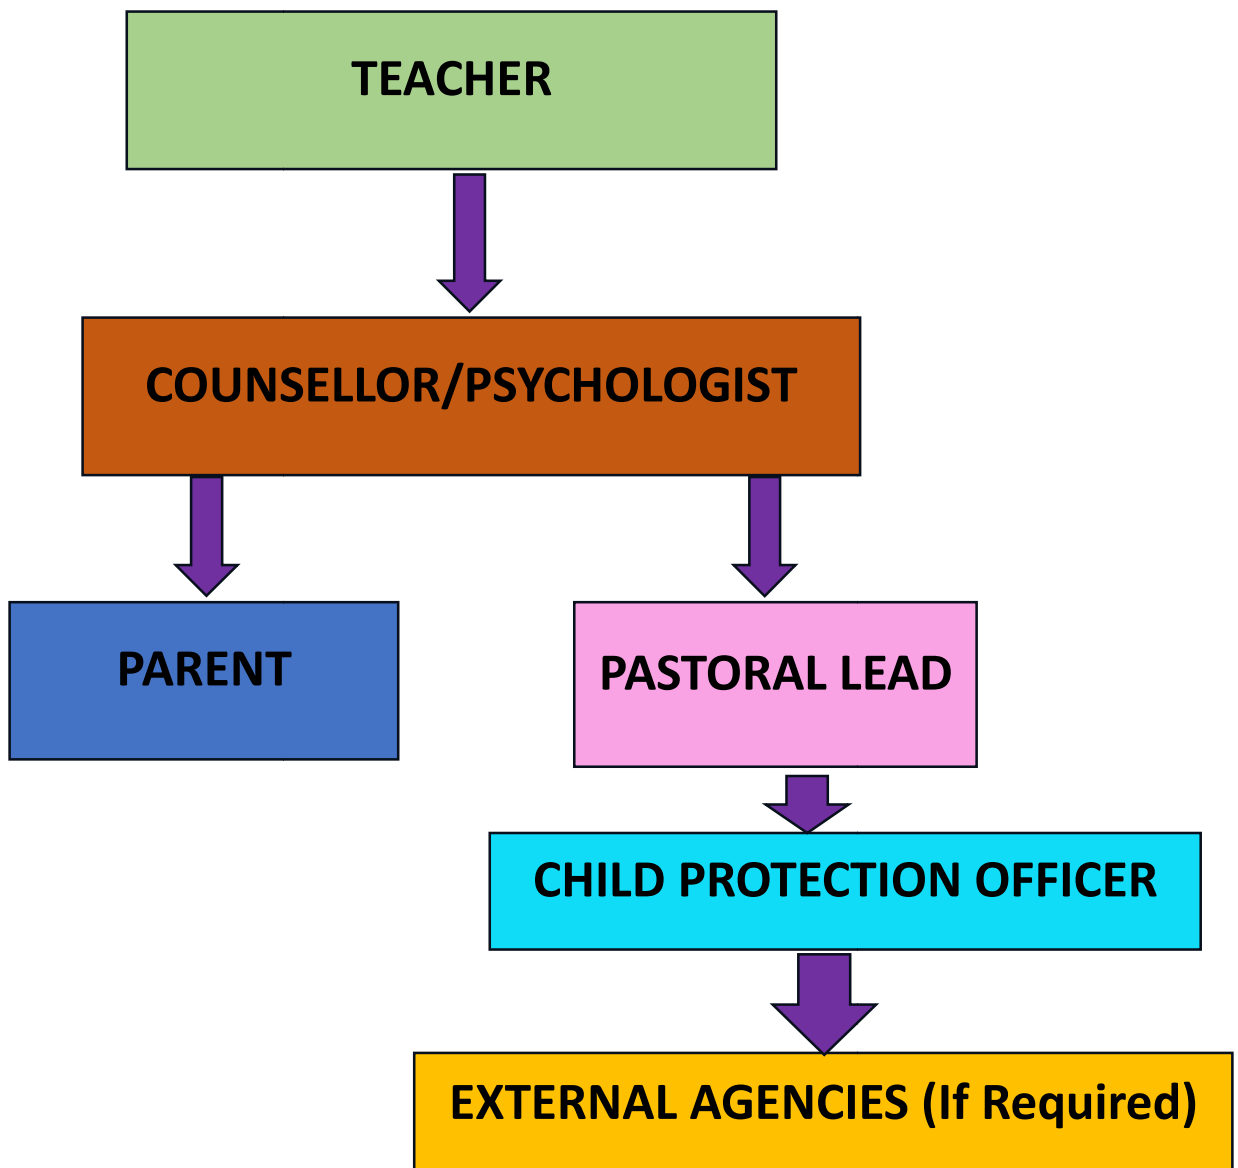 TEACHER
COUNSELLOR/PSYCHOLOGIST
PARENT
PASTORAL LEAD
CHILD PROTECTION OFFICER
EXTERNAL AGENCIES (If Required)